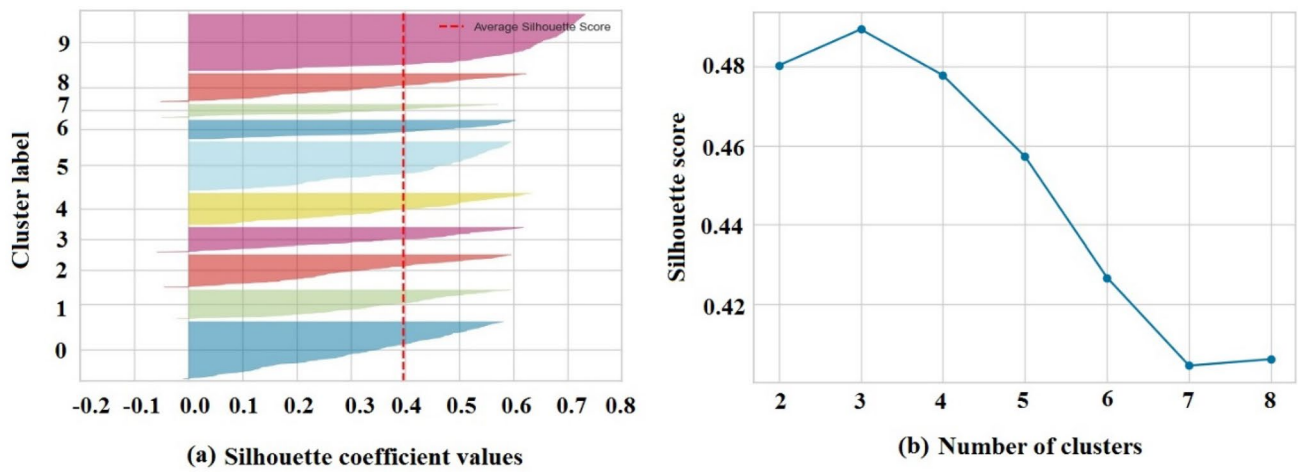 Average Silhouette Score
Cluster label
9
8
7
6
5
4
3
2
1
0
-0.2 -0.1 0.0 0.1 0.2 0.3 0.4 0.5 0.6 0.7 0.8
(a) Silhouette coefficient values
Silhouette score
0.48
0.46
0.44
0.42
2 3 4 5 6 7 8
(b) Number of clusters